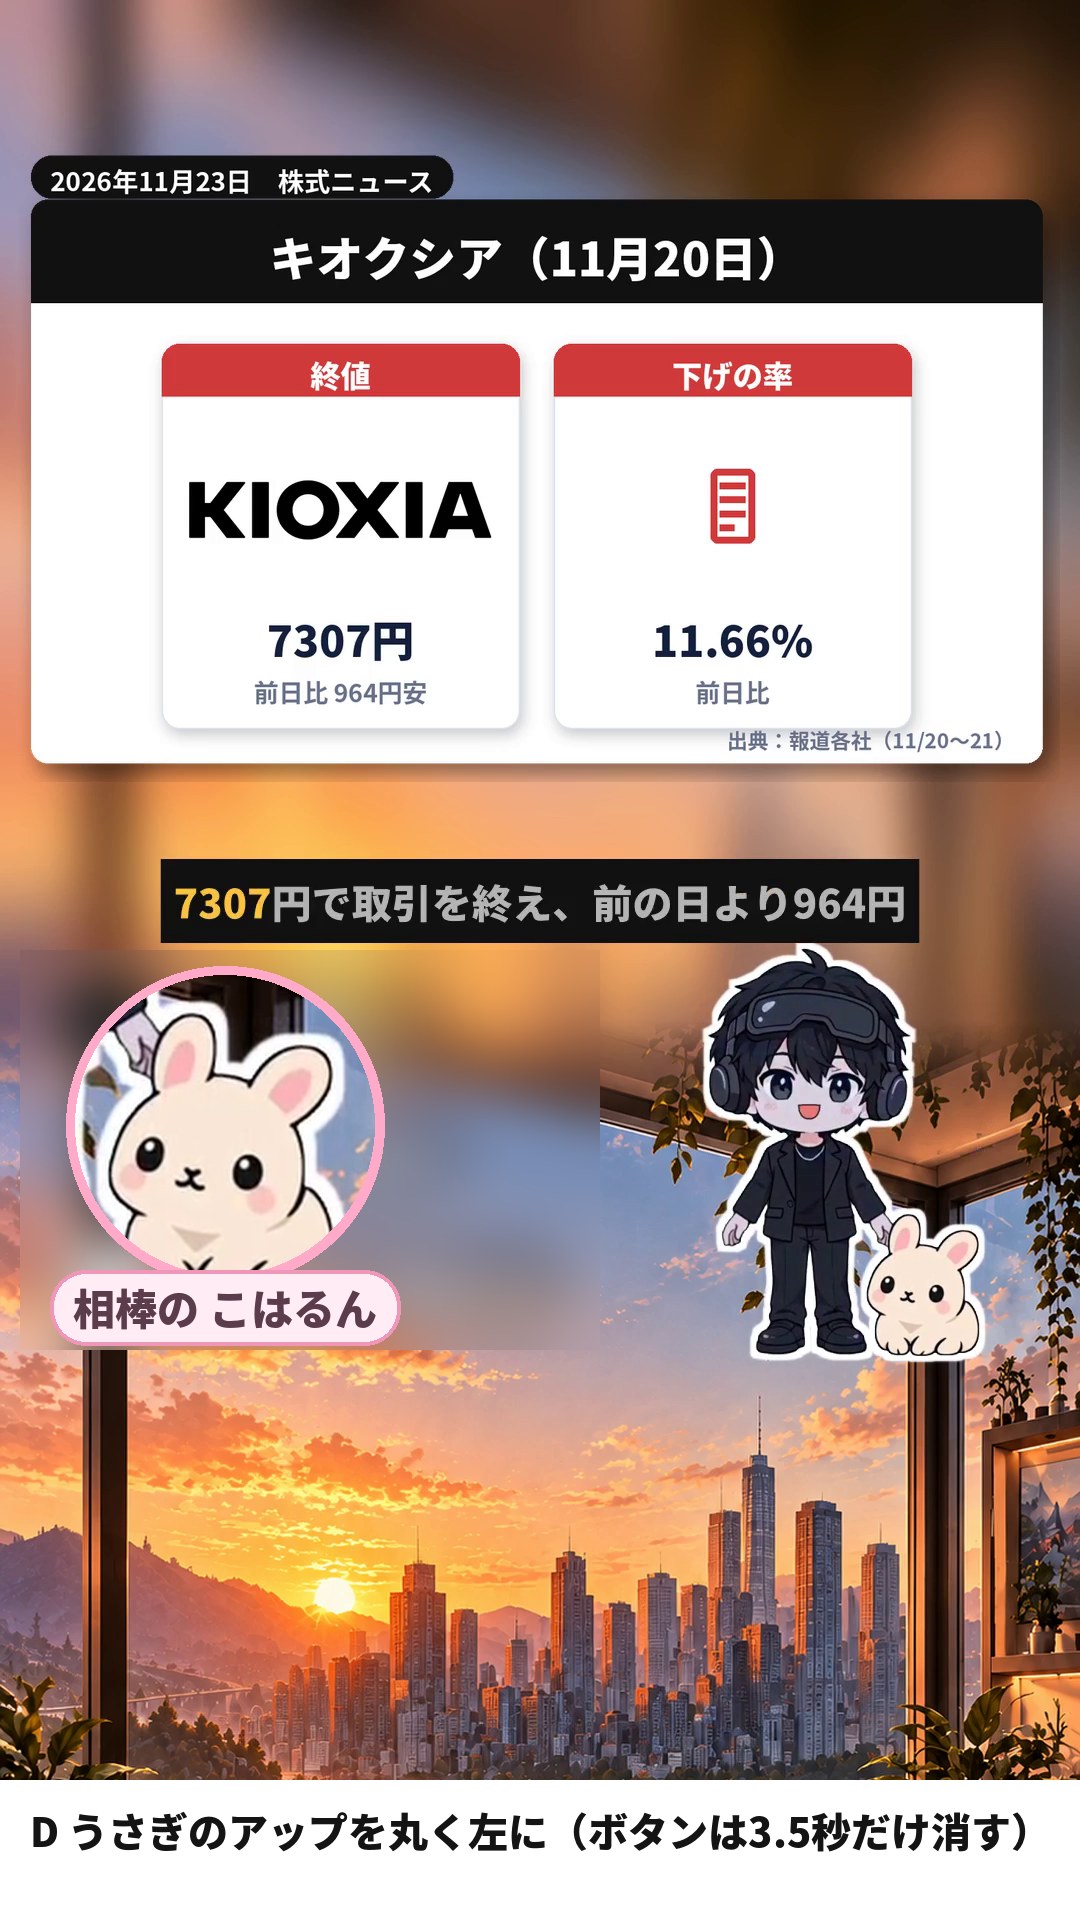 2026年11月23日　株式ニュース
キオクシア（11月20日）
終値
下げの率
KIOXIA
7307円
11.66%
前日比 964円安
前日比
出典：報道各社（11/20〜21）
7307円で取引を終え、前の日より964円
相棒の こはるん
D うさぎのアップを丸く左に（ボタンは3.5秒だけ消す）